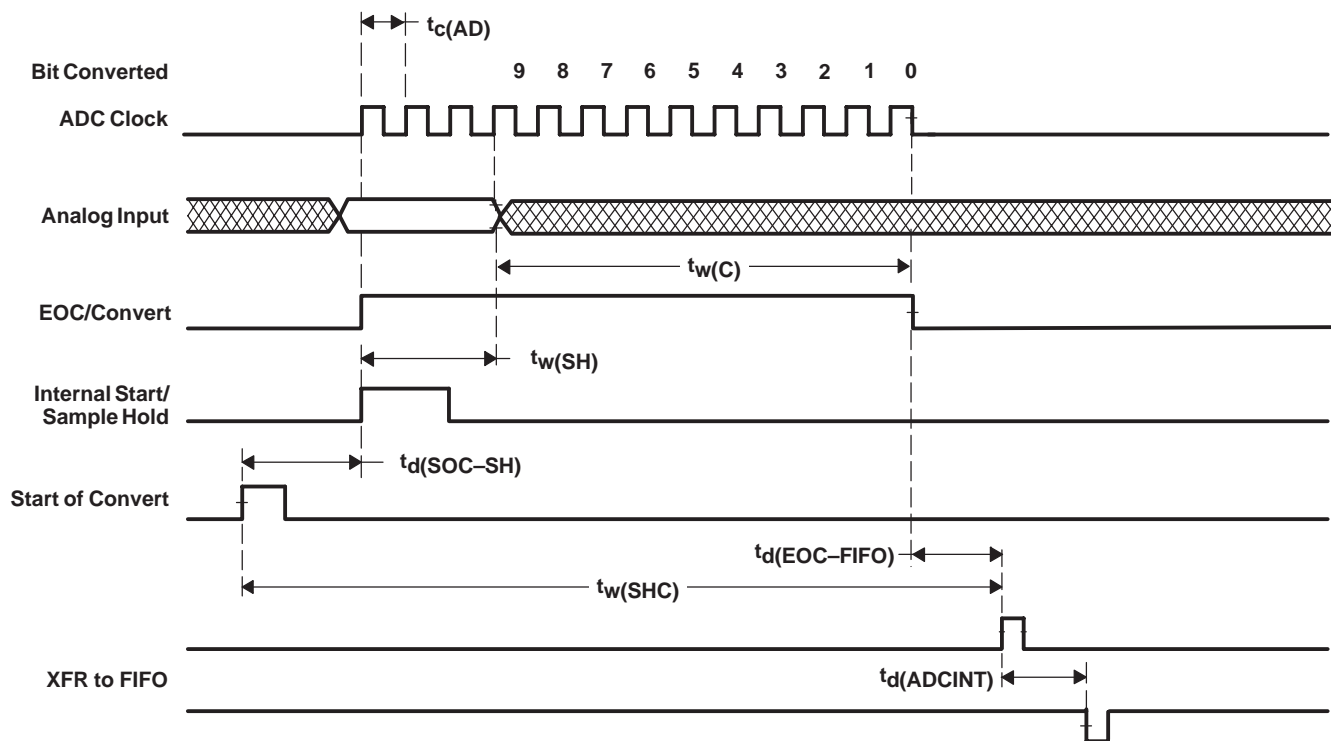 tc(AD)
Bit Converted 9 8 7 6 5 4 3 2 1 0
ADC Clock
Analog Input
tw(C)
EOC/Convert
tw(SH)
Internal Start/
Sample Hold
td(SOC–SH)
Start of Convert
td(EOC–FIFO)
tw(SHC)
XFR to FIFO
td(ADCINT)